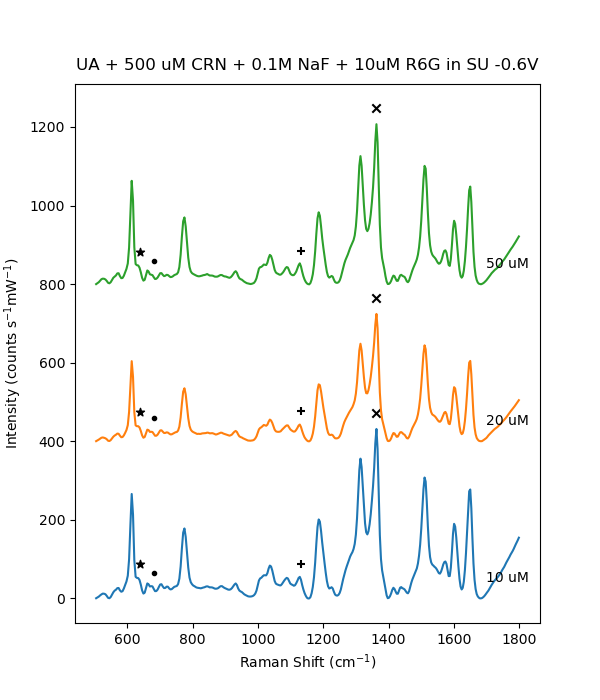 UA + 500 uM CRN + 0.1M NaF + 10uM R6G in SU -0.6V
1200
1000
800
600
400
200
0
Intensity (counts s⁻¹mW⁻¹)
50 uM
20 uM
10 uM
600 800 1000 1200 1400 1600 1800
Raman Shift (cm⁻¹)